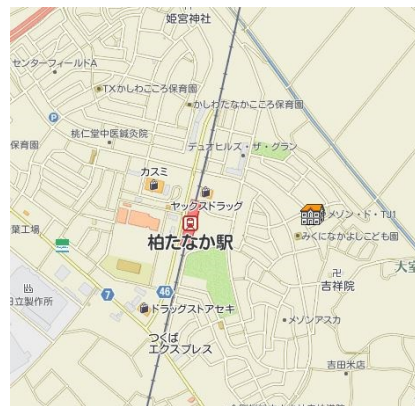 姫宮神社
センターフィールドA
TXかしわこころ保育園
かしわたなかこころ保育園
P
保育園
桃仁堂中医鍼灸院
デュオヒルズ・ザ・グラン
カスミ
ヤックスドラッグ
メゾン・ド・TU1
柏たなか駅
みくになかよしこども園
葉工場
吉祥院
大室
日立製作所
7
46
ドラッグストアセキ
メゾンアスカ
つくば
エクスプレス
吉田米店